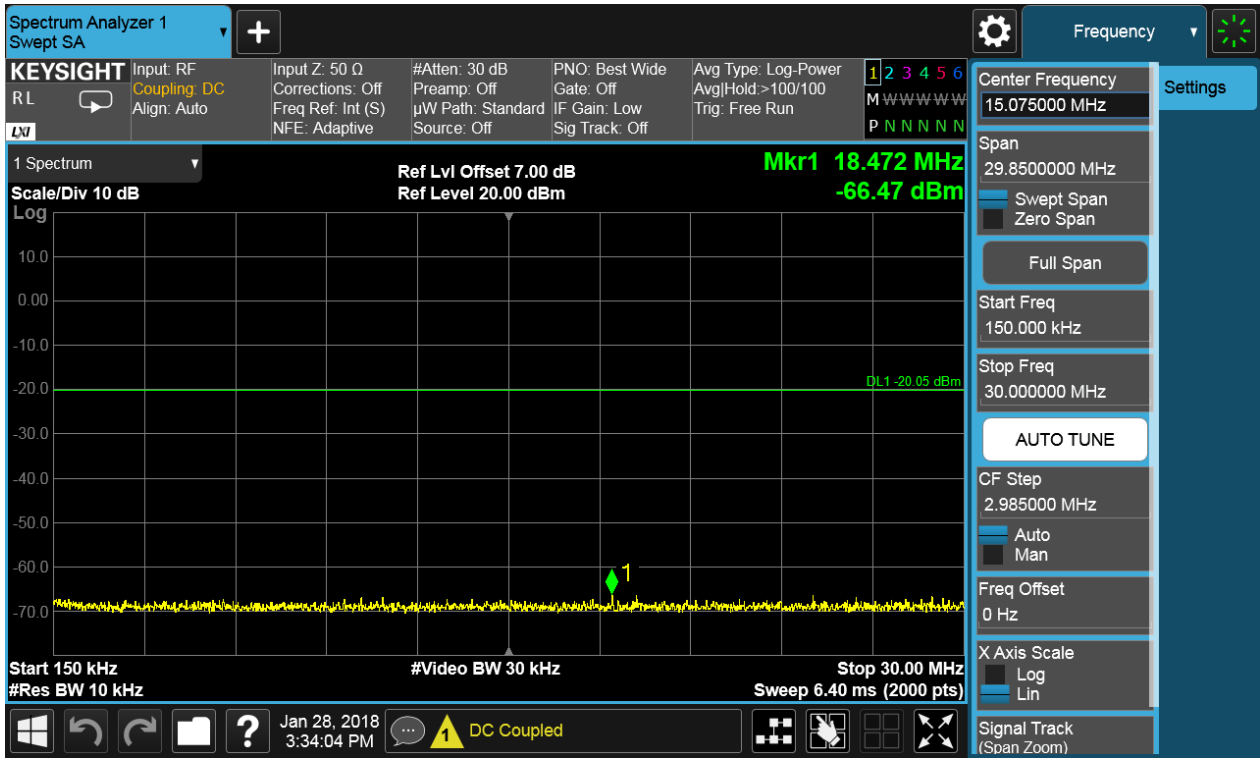 Spectrum Analyzer 1
Swept SA
Frequency
KEYSIGHT
R L
LXI
Input: RF
Coupling: DC
Align: Auto
Input Z: 50 Ω
Corrections: Off
Freq Ref: Int (S)
NFE: Adaptive
#Atten: 30 dB
Preamp: Off
µW Path: Standard
Source: Off
PNO: Best Wide
Gate: Off
IF Gain: Low
Sig Track: Off
Avg Type: Log-Power
Avg|Hold:>100/100
Trig: Free Run
1 2 3 4 5 6
M W W W W W
P N N N N N
1 Spectrum
Scale/Div 10 dB
Log
Ref Lvl Offset 7.00 dB
Ref Level 20.00 dBm
Mkr1 18.472 MHz
-66.47 dBm
10.0
0.00
-10.0
-20.0
DL1 -20.05 dBm
-30.0
-40.0
-50.0
-60.0
1
-70.0
Start 150 kHz
#Res BW 10 kHz
#Video BW 30 kHz
Stop 30.00 MHz
Sweep 6.40 ms (2000 pts)
Center Frequency
15.075000 MHz
Span
29.8500000 MHz
Swept Span
Zero Span
Full Span
Start Freq
150.000 kHz
Stop Freq
30.000000 MHz
AUTO TUNE
CF Step
2.985000 MHz
Auto
Man
Freq Offset
0 Hz
X Axis Scale
Log
Lin
Signal Track
(Span Zoom)
Settings
?
Jan 28, 2018
3:34:04 PM
1
DC Coupled